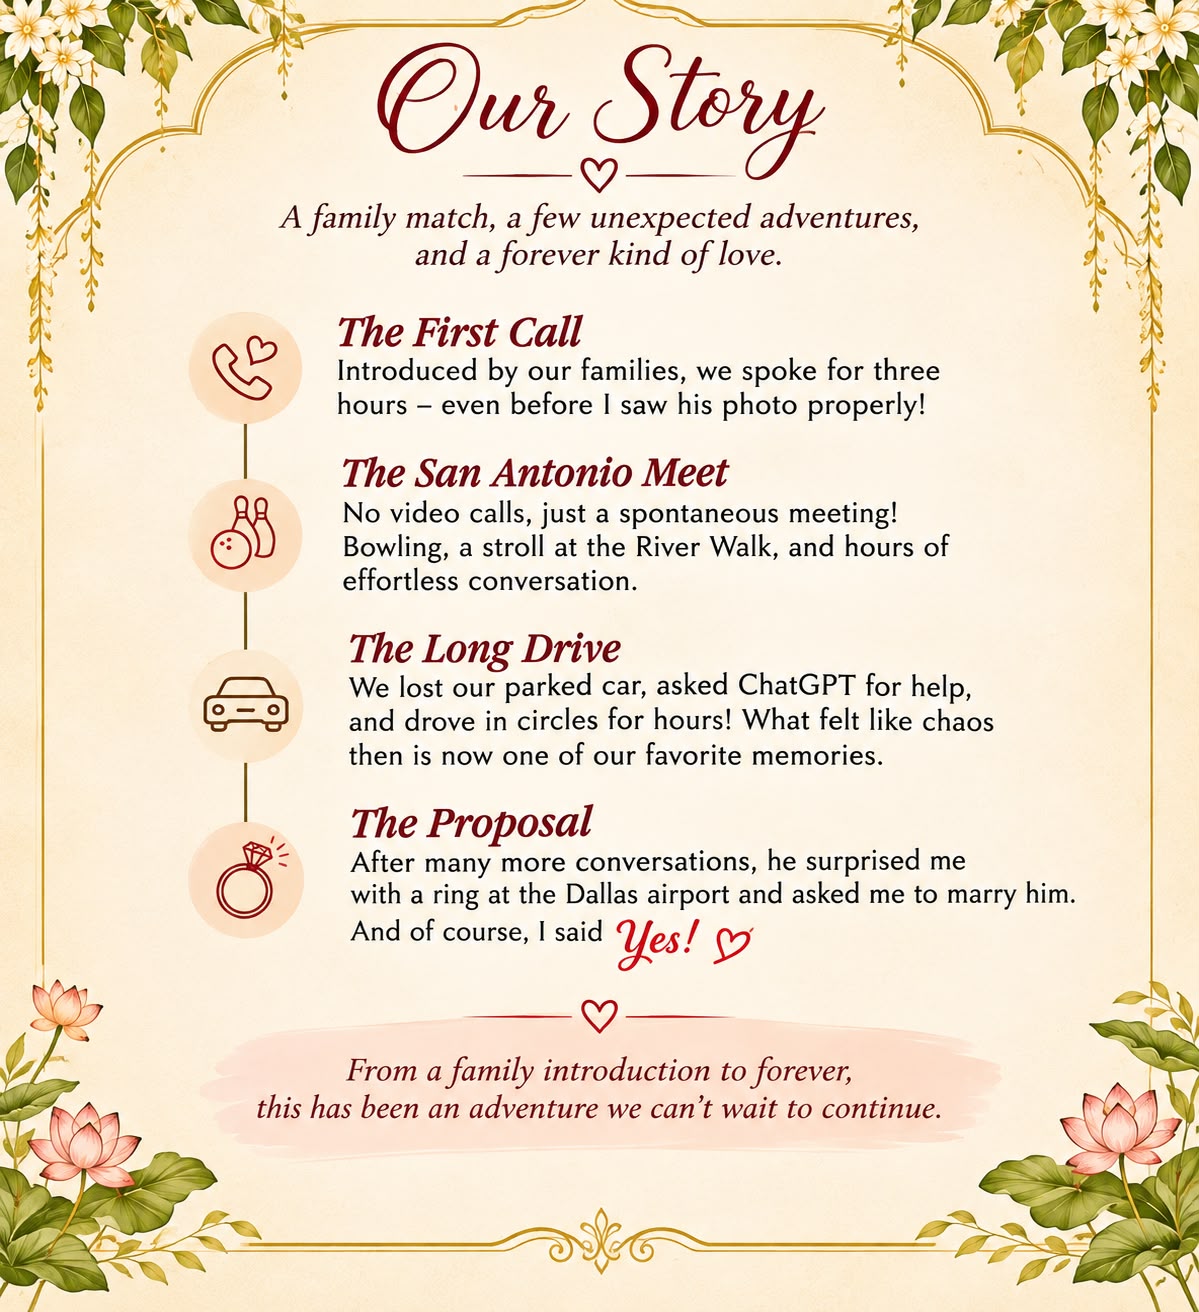 Our Story
A family match, a few unexpected adventures,
and a forever kind of love.
The First Call
Introduced by our families, we spoke for three
hours – even before I saw his photo properly!
The San Antonio Meet
No video calls, just a spontaneous meeting!
Bowling, a stroll at the River Walk, and hours of
effortless conversation.
The Long Drive
We lost our parked car, asked ChatGPT for help,
and drove in circles for hours! What felt like chaos
then is now one of our favorite memories.
The Proposal
After many more conversations, he surprised me
with a ring at the Dallas airport and asked me to marry him.
And of course, I said Yes!
From a family introduction to forever,
this has been an adventure we can’t wait to continue.